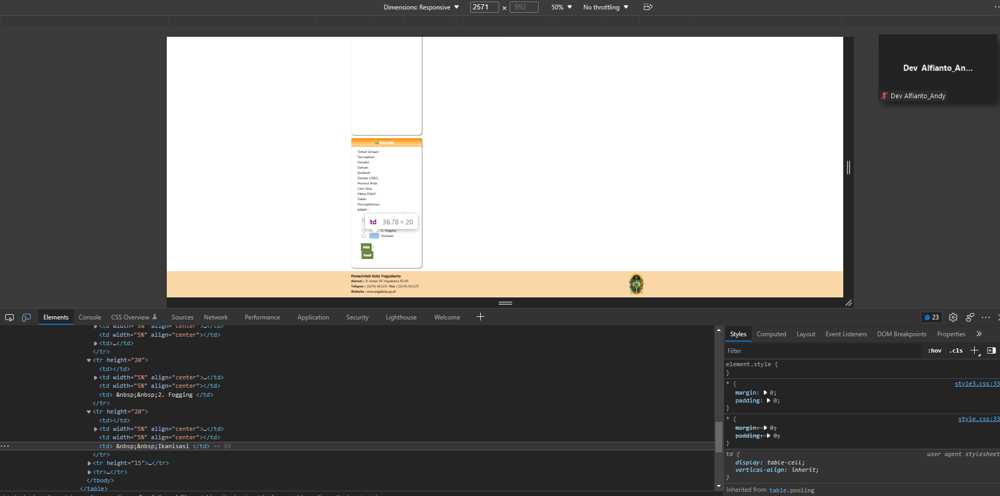 Dimensions: Responsive 2571 × 992 50% No throttling
Dev Alfianto_An...
Dev Alfianto_Andy
POLLING
Terkait Dengan
Pencegahan
Penyakit
Demam
Berdarah
Dengue (DBD),
Menurut Anda
Cara Yang
Paling Efektif
Dalam
Pencegahannya
Adalah :
td 36.78 × 20
2. Fogging
Ikanisasi
Pilih |
Hasil
Pemerintah Kota Yogyakarta
Alamat : Jl. Kenari 56 Yogyakarta 55165
Telepon : (0274) 561270 Fax : (0274) 561270
Website : www.jogjakota.go.id
Elements Console CSS Overview Sources Network Performance Application Security Lighthouse Welcome 23
<td width="5%" align="center">…</td>
<td width="5%" align="center"></td>
<td>…</td>
</tr>
<tr height="20">
<td></td>
<td width="5%" align="center">…</td>
<td width="5%" align="center"></td>
<td> &nbsp;&nbsp;2. Fogging </td>
</tr>
<tr height="20">
<td></td>
<td width="5%" align="center">…</td>
<td width="5%" align="center"></td>
<td> &nbsp;&nbsp;Ikanisasi </td> == $0
</tr>
<tr height="15">…</tr>
<tr>…</tr>
</tbody>
</table>
Styles Computed Layout Event Listeners DOM Breakpoints Properties
Filter :hov .cls
element.style {
}
* { style3.css:33
margin: 0;
padding: 0;
}
* { style.css:33
margin: 0;
padding: 0;
}
td { user agent stylesheet
display: table-cell;
vertical-align: inherit;
}
Inherited from table.pooling